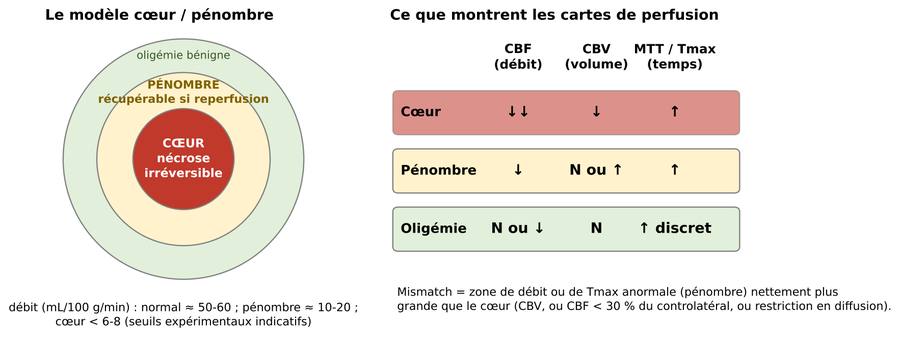 Le modèle cœur / pénombre
oligémie bénigne
PÉNOMBRE
récupérable si reperfusion
CŒUR
nécrose
irréversible
débit (mL/100 g/min) : normal ≈ 50-60 ; pénombre ≈ 10-20 ;
cœur < 6-8 (seuils expérimentaux indicatifs)
Ce que montrent les cartes de perfusion
CBF CBV MTT / Tmax
(débit) (volume) (temps)
Cœur ↓↓ ↓ ↑
Pénombre ↓ N ou ↑ ↑
Oligémie N ou ↓ N ↑ discret
Mismatch = zone de débit ou de Tmax anormale (pénombre) nettement plus
grande que le cœur (CBV, ou CBF < 30 % du controlatéral, ou restriction en diffusion).